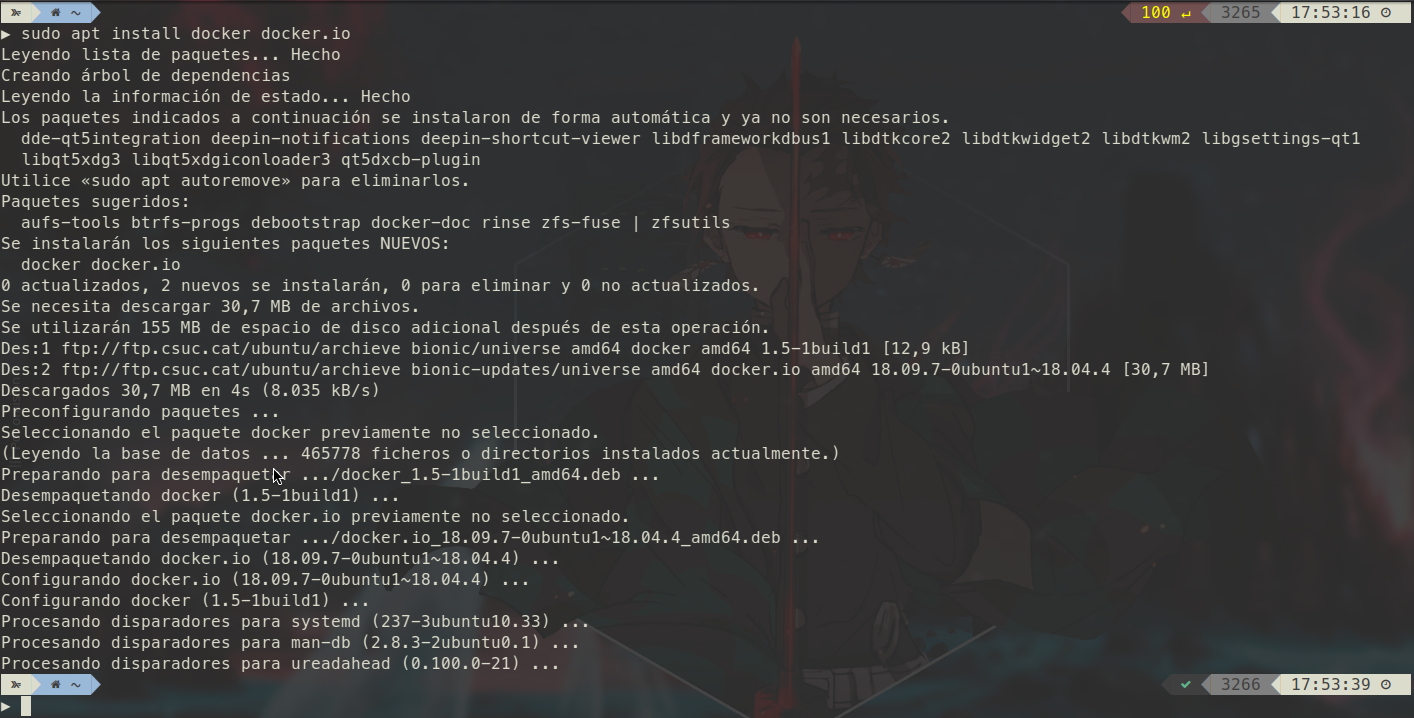 ~ 100 ↵ 3265 17:53:16
▶ sudo apt install docker docker.io
Leyendo lista de paquetes... Hecho
Creando árbol de dependencias
Leyendo la información de estado... Hecho
Los paquetes indicados a continuación se instalaron de forma automática y ya no son necesarios.
dde-qt5integration deepin-notifications deepin-shortcut-viewer libdframeworkdbus1 libdtkcore2 libdtkwidget2 libdtkwm2 libgsettings-qt1
libqt5xdg3 libqt5xdgiconloader3 qt5dxcb-plugin
Utilice «sudo apt autoremove» para eliminarlos.
Paquetes sugeridos:
aufs-tools btrfs-progs debootstrap docker-doc rinse zfs-fuse | zfsutils
Se instalarán los siguientes paquetes NUEVOS:
docker docker.io
0 actualizados, 2 nuevos se instalarán, 0 para eliminar y 0 no actualizados.
Se necesita descargar 30,7 MB de archivos.
Se utilizarán 155 MB de espacio de disco adicional después de esta operación.
Des:1 ftp://ftp.csuc.cat/ubuntu/archieve bionic/universe amd64 docker amd64 1.5-1build1 [12,9 kB]
Des:2 ftp://ftp.csuc.cat/ubuntu/archieve bionic-updates/universe amd64 docker.io amd64 18.09.7-0ubuntu1~18.04.4 [30,7 MB]
Descargados 30,7 MB en 4s (8.035 kB/s)
Preconfigurando paquetes ...
Seleccionando el paquete docker previamente no seleccionado.
(Leyendo la base de datos ... 465778 ficheros o directorios instalados actualmente.)
Preparando para desempaquetar .../docker_1.5-1build1_amd64.deb ...
Desempaquetando docker (1.5-1build1) ...
Seleccionando el paquete docker.io previamente no seleccionado.
Preparando para desempaquetar .../docker.io_18.09.7-0ubuntu1~18.04.4_amd64.deb ...
Desempaquetando docker.io (18.09.7-0ubuntu1~18.04.4) ...
Configurando docker.io (18.09.7-0ubuntu1~18.04.4) ...
Configurando docker (1.5-1build1) ...
Procesando disparadores para systemd (237-3ubuntu10.33) ...
Procesando disparadores para man-db (2.8.3-2ubuntu0.1) ...
Procesando disparadores para ureadahead (0.100.0-21) ...
~ ✔ 3266 17:53:39
▶